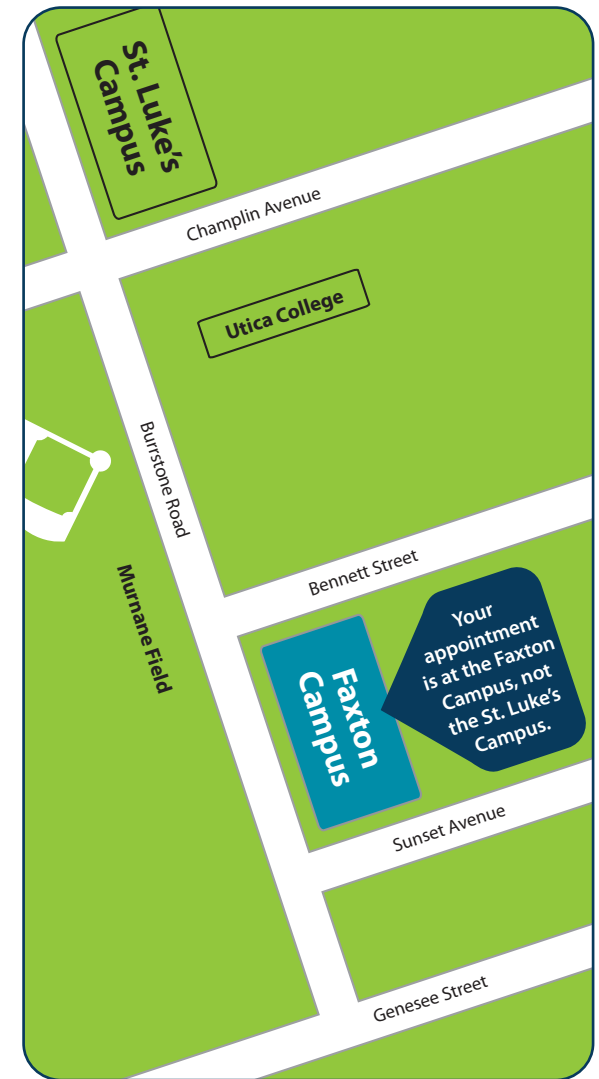 St. Luke’s
Campus
Champlin Avenue
Utica College
Burrstone Road
Bennett Street
Murnane Field
Your
appointment
is at the Faxton
Campus, not
the St. Luke’s
Campus.
Faxton
Campus
Sunset Avenue
Genesee Street